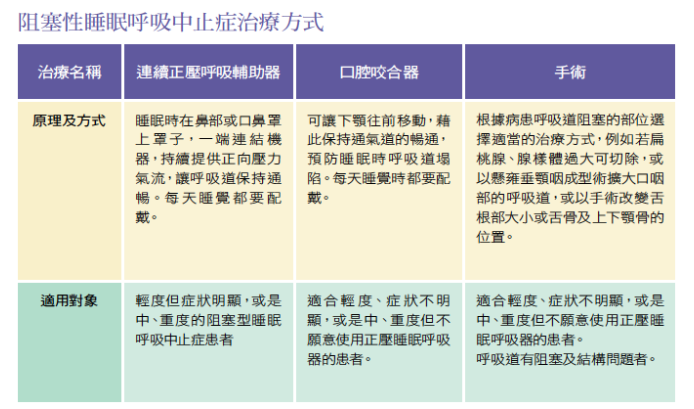 阻塞性睡眠呼吸中止症治療方式
治療名稱
連續正壓呼吸輔助器
口腔咬合器
手術
原理及方式
睡眠時在鼻部或口鼻罩
上罩子，一端連結機
器，持續提供正向壓力
氣流，讓呼吸道保持通
暢。每天睡覺都要配
戴。
可讓下顎往前移動，藉
此保持通氣道的暢通，
預防睡眠時呼吸道塌
陷。每天睡覺時都要配
戴。
根據病患呼吸道阻塞的部位選
擇適當的治療方式，例如若扁
桃腺、腺樣體過大可切除，或
以懸雍垂顎咽成型術擴大口咽
部的呼吸道，或以手術改變舌
根部大小或舌骨及上下顎骨的
位置。
適用對象
輕度但症狀明顯，或是
中、重度的阻塞型睡眠
呼吸中止症患者
適合輕度、症狀不明
顯，或是中、重度但不
願意使用正壓睡眠呼吸
器的患者。
適合輕度、症狀不明顯，或是
中、重度但不願意使用正壓睡
眠呼吸器的患者。
呼吸道有阻塞及結構問題者。